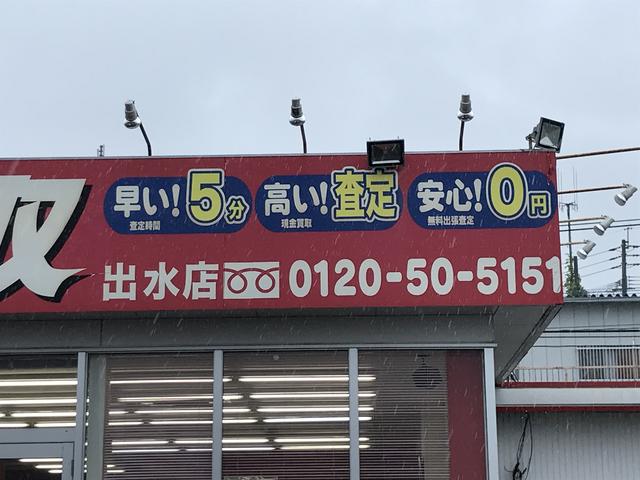 取
早い!5分
査定時間
高い!査定
現金買取
安心!0円
無料出張査定
出水店 0120-50-5151